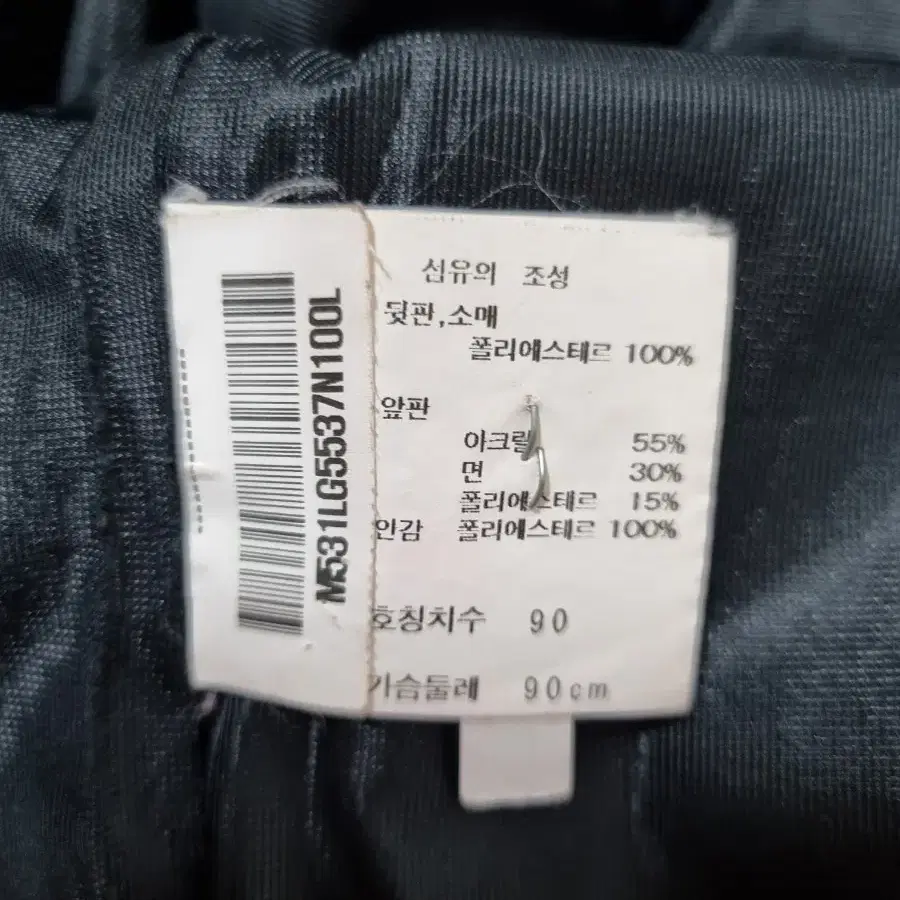 M531LG5537N100L
섬유의 조성
뒷판,소매
폴리에스테르 100%
앞판
아크릴 55%
면 30%
폴리에스테르 15%
안감 폴리에스테르 100%
호칭치수 90
가슴둘레 90cm